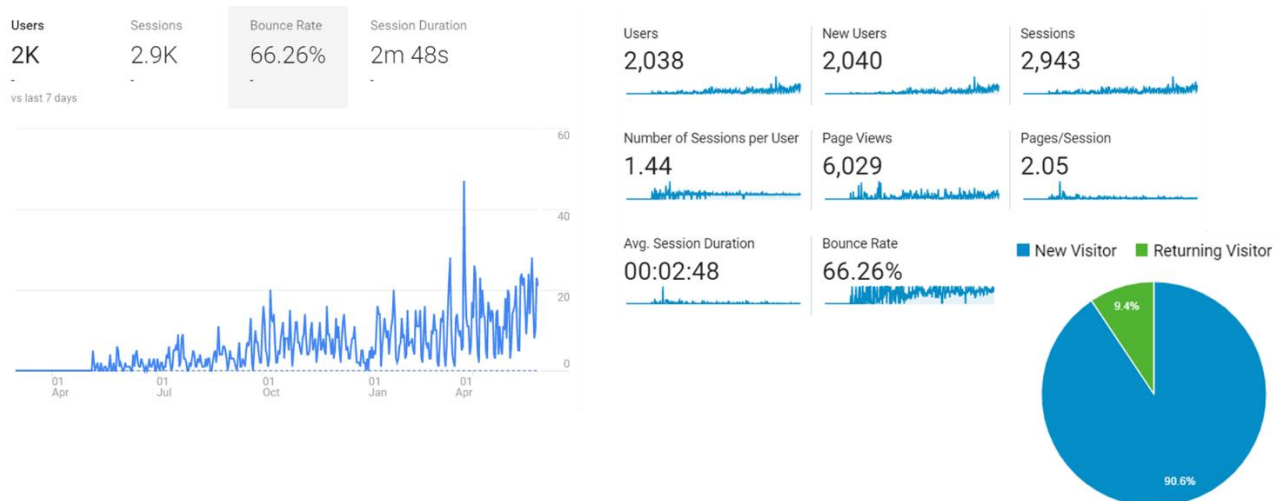 Users Sessions Bounce Rate Session Duration
2K 2.9K 66.26% 2m 48s
- - - -
vs last 7 days
60
40
20
0
01 01 01 01 01
Apr Jul Oct Jan Apr
Users New Users Sessions
2,038 2,040 2,943
Number of Sessions per User Page Views Pages/Session
1.44 6,029 2.05
Avg. Session Duration Bounce Rate
00:02:48 66.26%
New Visitor Returning Visitor
9.4%
90.6%